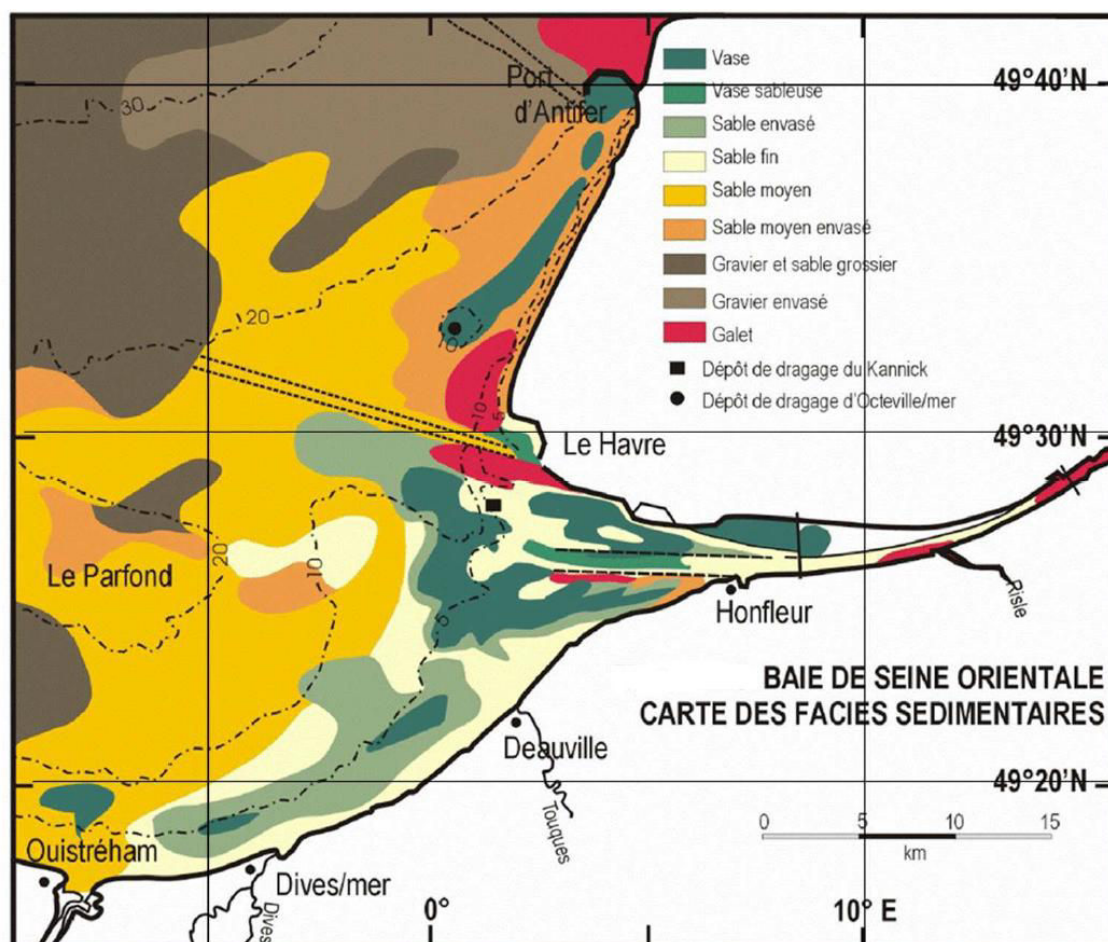 Port
d'Antifer
30
20
10
10
5
Le Havre
Le Parfond
20
10
5
Honfleur
Risle
Deauville
Touques
Ouistréham
Dives/mer
Dives
Vase
Vase sableuse
Sable envasé
Sable fin
Sable moyen
Sable moyen envasé
Gravier et sable grossier
Gravier envasé
Galet
Dépôt de dragage du Kannick
Dépôt de dragage d'Octeville/mer
49°40'N
49°30'N
BAIE DE SEINE ORIENTALE
CARTE DES FACIES SEDIMENTAIRES
49°20'N
0 5 10 15
km
0°
10° E